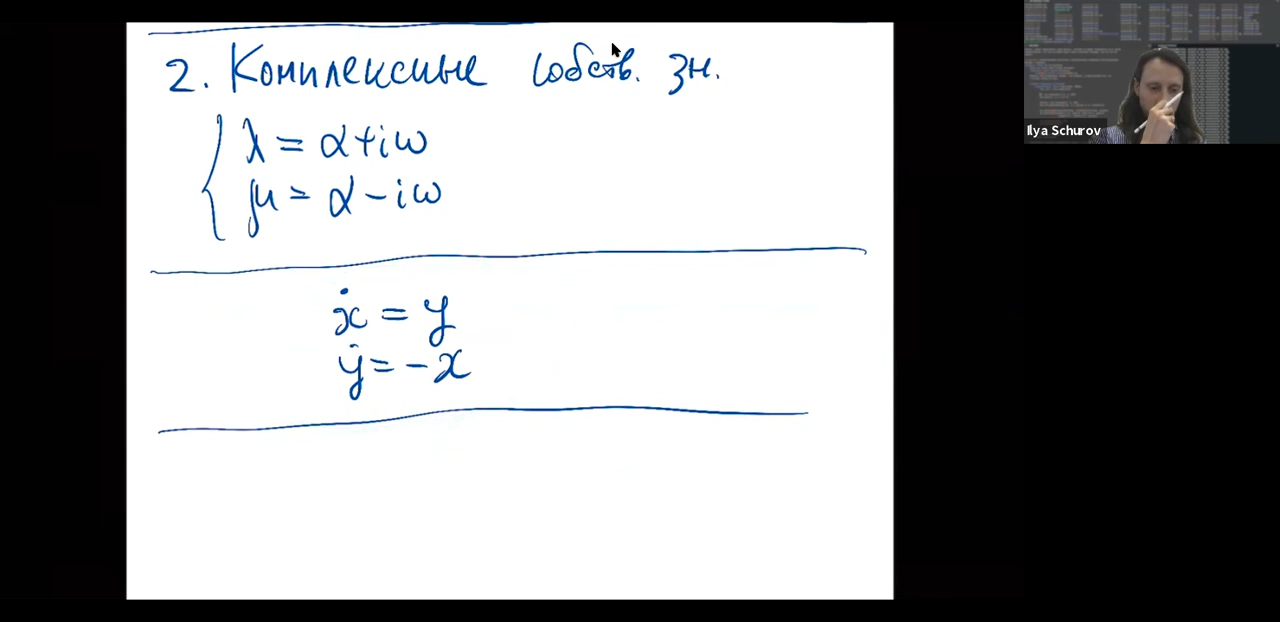 2. Комплексные собств. зн.
λ = α + iω
μ = α - iω
ẋ = y
ẏ = -x
Ilya Schurov